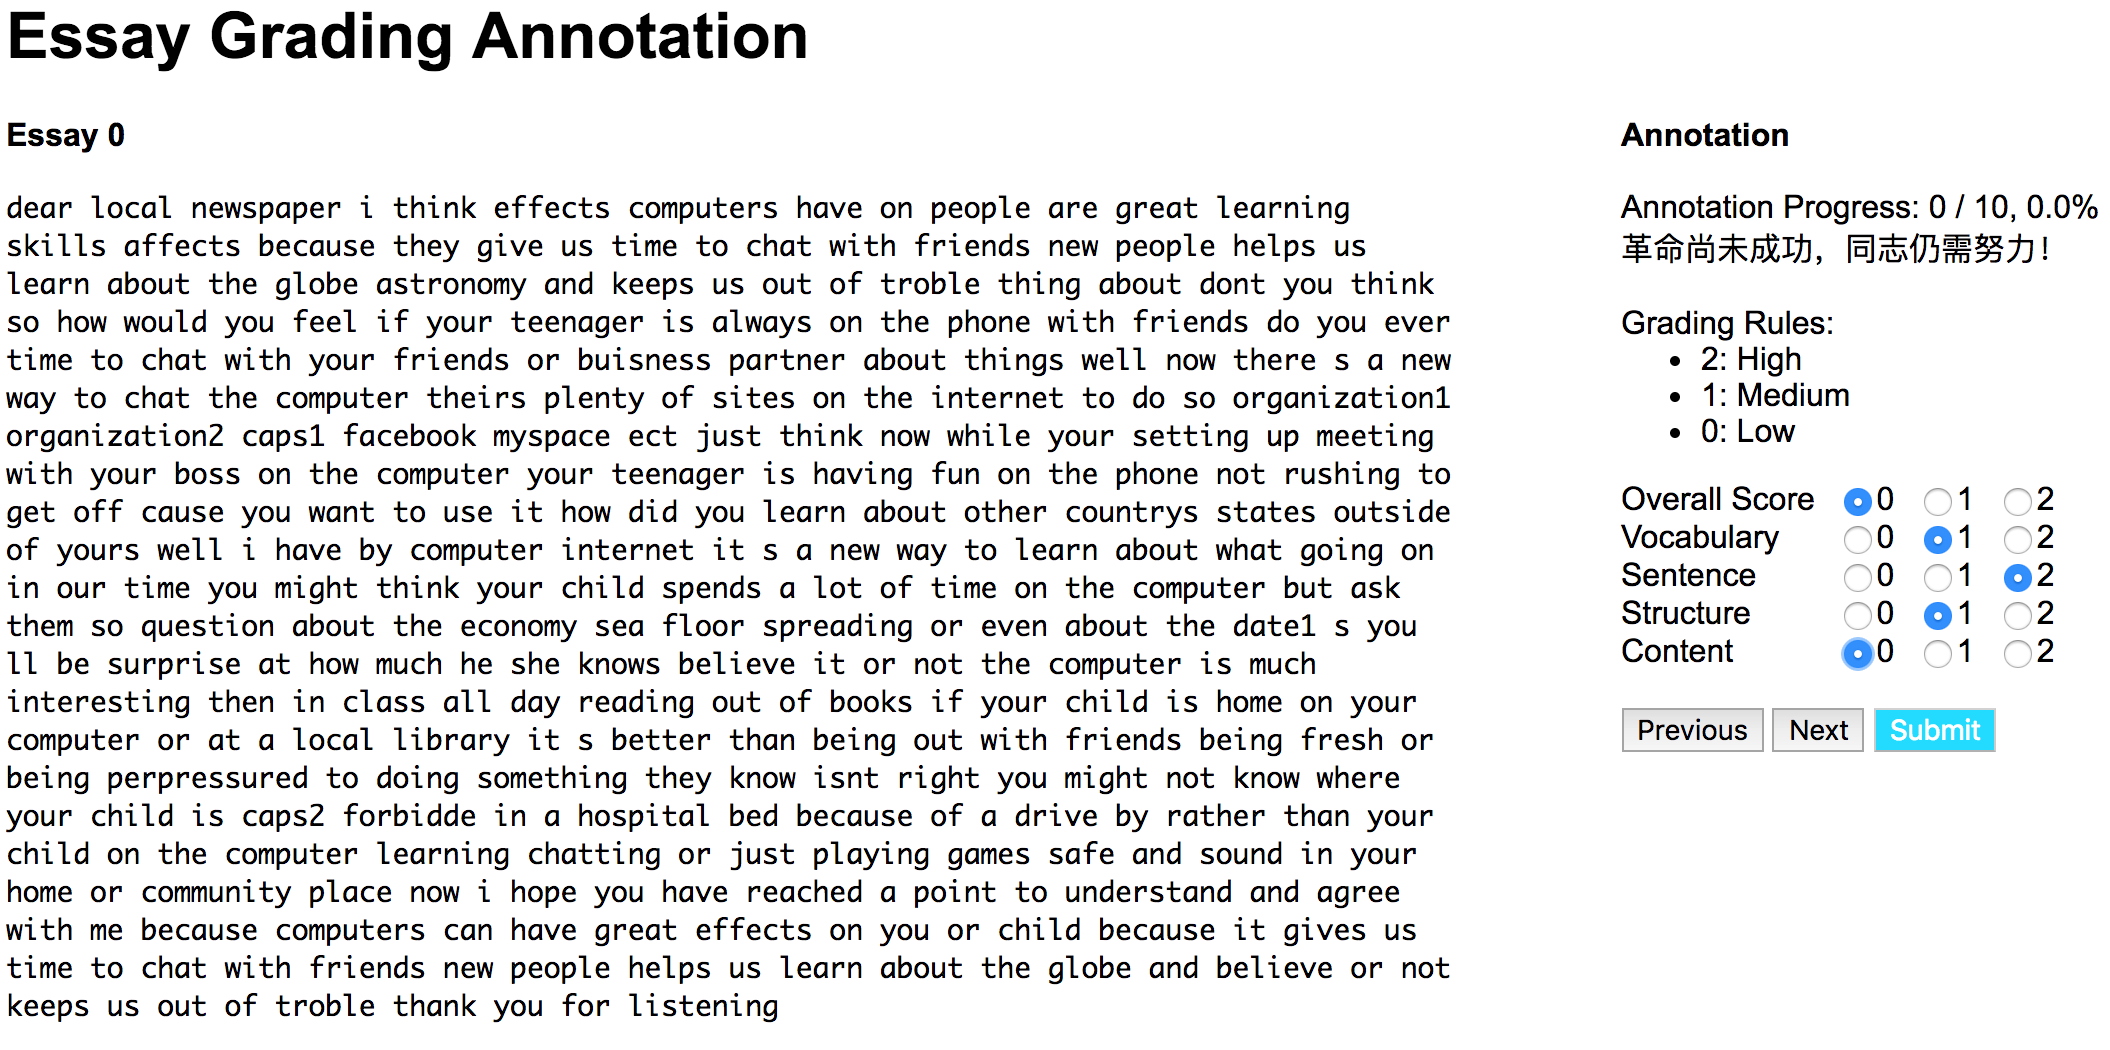 Essay Grading Annotation
Essay 0
dear local newspaper i think effects computers have on people are great learning
skills affects because they give us time to chat with friends new people helps us
learn about the globe astronomy and keeps us out of troble thing about dont you think
so how would you feel if your teenager is always on the phone with friends do you ever
time to chat with your friends or buisness partner about things well now there s a new
way to chat the computer theirs plenty of sites on the internet to do so organization1
organization2 caps1 facebook myspace ect just think now while your setting up meeting
with your boss on the computer your teenager is having fun on the phone not rushing to
get off cause you want to use it how did you learn about other countrys states outside
of yours well i have by computer internet it s a new way to learn about what going on
in our time you might think your child spends a lot of time on the computer but ask
them so question about the economy sea floor spreading or even about the date1 s you
ll be surprise at how much he she knows believe it or not the computer is much
interesting then in class all day reading out of books if your child is home on your
computer or at a local library it s better than being out with friends being fresh or
being perpressured to doing something they know isnt right you might not know where
your child is caps2 forbidde in a hospital bed because of a drive by rather than your
child on the computer learning chatting or just playing games safe and sound in your
home or community place now i hope you have reached a point to understand and agree
with me because computers can have great effects on you or child because it gives us
time to chat with friends new people helps us learn about the globe and believe or not
keeps us out of troble thank you for listening
Annotation
Annotation Progress: 0 / 10, 0.0%
革命尚未成功，同志仍需努力！
Grading Rules:
• 2: High
• 1: Medium
• 0: Low
Overall Score 0 1 2
Vocabulary 0 1 2
Sentence 0 1 2
Structure 0 1 2
Content 0 1 2
Previous Next Submit